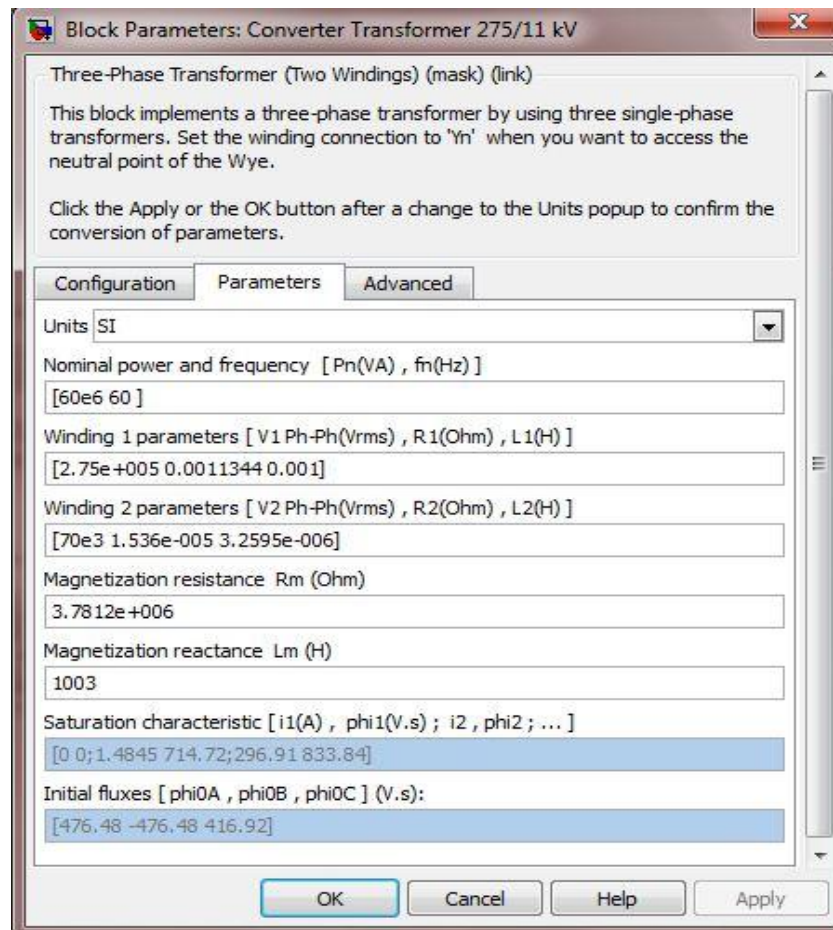 Block Parameters: Converter Transformer 275/11 kV
Three-Phase Transformer (Two Windings) (mask) (link)
This block implements a three-phase transformer by using three single-phase
transformers. Set the winding connection to 'Yn' when you want to access the
neutral point of the Wye.
Click the Apply or the OK button after a change to the Units popup to confirm the
conversion of parameters.
Configuration Parameters Advanced
Units SI
Nominal power and frequency [ Pn(VA) , fn(Hz) ]
[60e6 60 ]
Winding 1 parameters [ V1 Ph-Ph(Vrms) , R1(Ohm) , L1(H) ]
[2.75e+005 0.0011344 0.001]
Winding 2 parameters [ V2 Ph-Ph(Vrms) , R2(Ohm) , L2(H) ]
[70e3 1.536e-005 3.2595e-006]
Magnetization resistance Rm (Ohm)
3.7812e+006
Magnetization reactance Lm (H)
1003
Saturation characteristic [ i1(A) , phi1(V.s) ; i2 , phi2 ; ... ]
[0 0;1.4845 714.72;296.91 833.84]
Initial fluxes [ phi0A , phi0B , phi0C ] (V.s):
[476.48 -476.48 416.92]
OK Cancel Help Apply